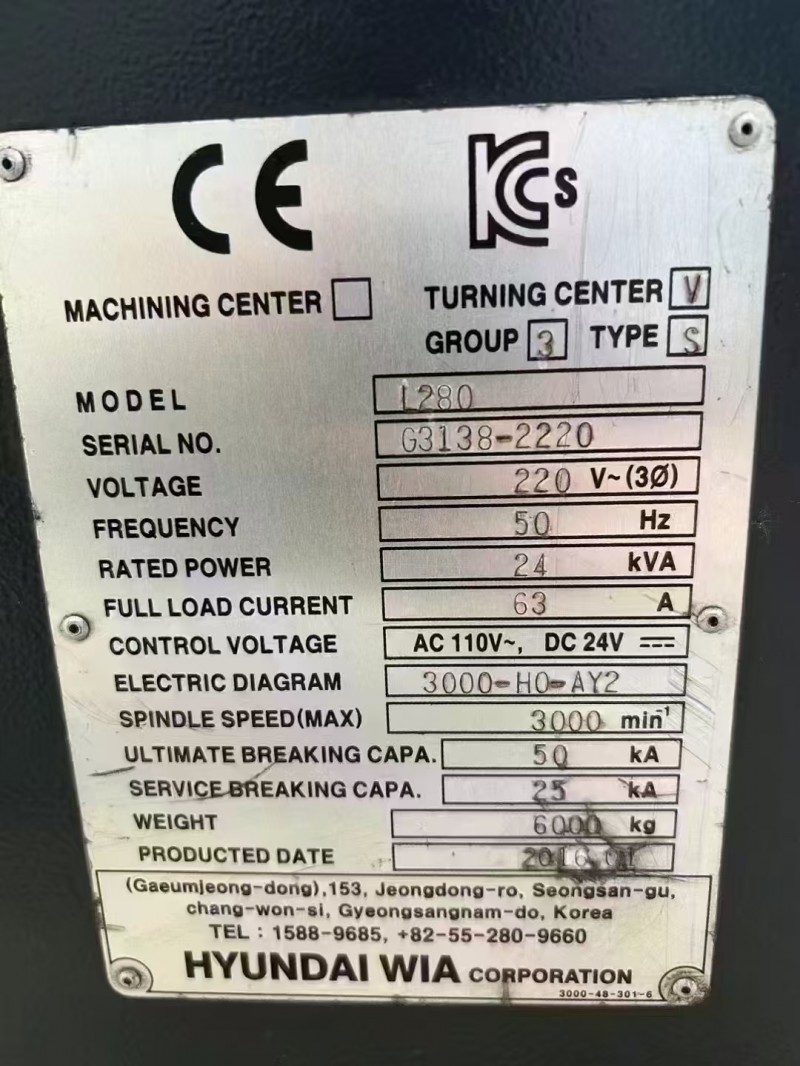 CE KCs
MACHINING CENTER TURNING CENTER V
GROUP 3 TYPE S
MODEL L280
SERIAL NO. G3138-2220
VOLTAGE 220 V~(3Ø)
FREQUENCY 50 Hz
RATED POWER 24 kVA
FULL LOAD CURRENT 63 A
CONTROL VOLTAGE AC 110V~, DC 24V ⎓
ELECTRIC DIAGRAM 3000-H0-AY2
SPINDLE SPEED(MAX) 3000 min⁻¹
ULTIMATE BREAKING CAPA. 50 kA
SERVICE BREAKING CAPA. 25 kA
WEIGHT 6000 kg
PRODUCTED DATE
(Gaeumjeong-dong),153, Jeongdong-ro, Seongsan-gu,
chang-won-si, Gyeongsangnam-do, Korea
TEL : 1588-9685, +82-55-280-9660
HYUNDAI WIA CORPORATION
3000-48-301-6